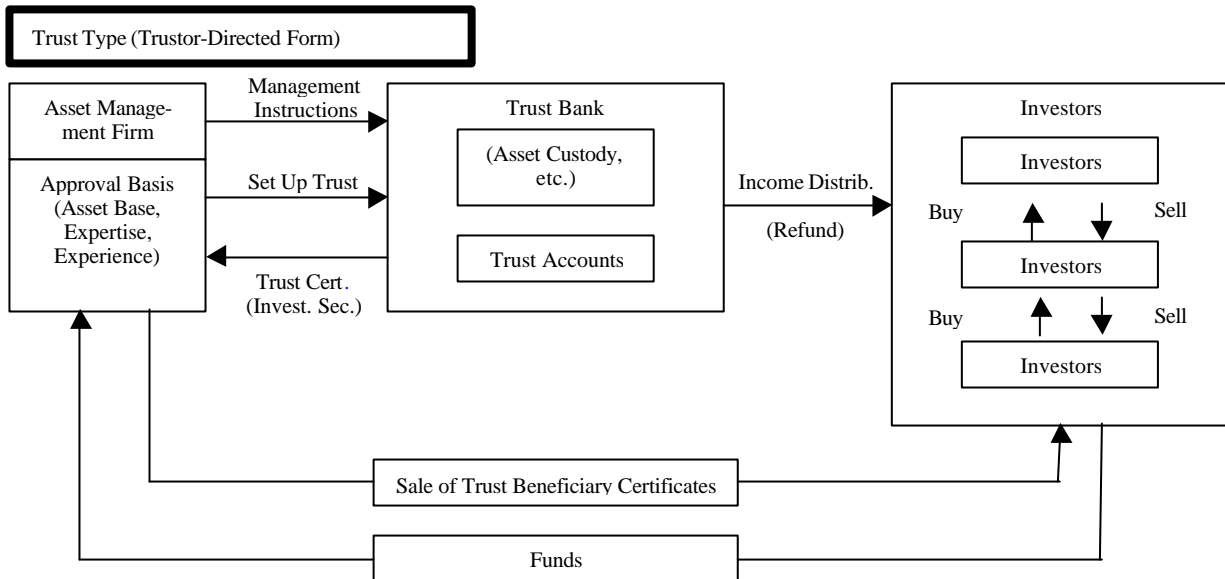 Trust Type (Trustor-Directed Form)
Asset Manage-
ment Firm
Management
Instructions
Trust Bank
Investors
(Asset Custody,
etc.)
Investors
Approval Basis
(Asset Base,
Expertise,
Experience)
Set Up Trust
Income Distrib.
(Refund)
Buy
Sell
Trust Accounts
Investors
Trust Cert.
(Invest. Sec.)
Buy
Sell
Investors
Sale of Trust Beneficiary Certificates
Funds